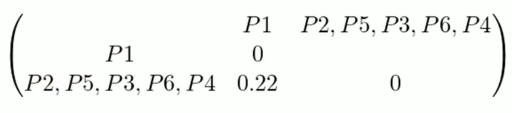 P1 P2, P5, P3, P6, P4
P1 0
P2, P5, P3, P6, P4 0.22 0